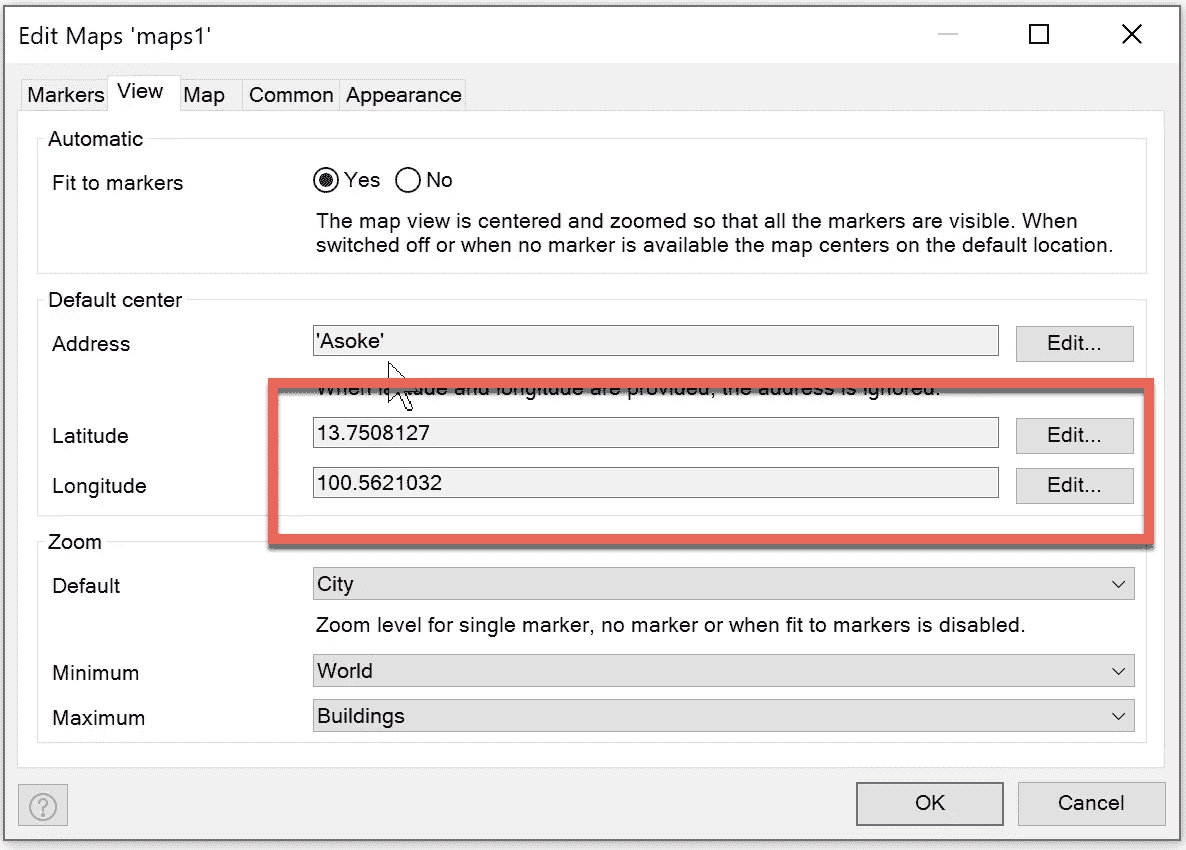 Edit Maps 'maps1'
Markers View Map Common Appearance
Automatic
Fit to markers Yes No
The map view is centered and zoomed so that all the markers are visible. When
switched off or when no marker is available the map centers on the default location.
Default center
Address 'Asoke' Edit...
When latitude and longitude are provided, the address is ignored.
Latitude 13.7508127 Edit...
Longitude 100.5621032 Edit...
Zoom
Default City
Zoom level for single marker, no marker or when fit to markers is disabled.
Minimum World
Maximum Buildings
? OK Cancel